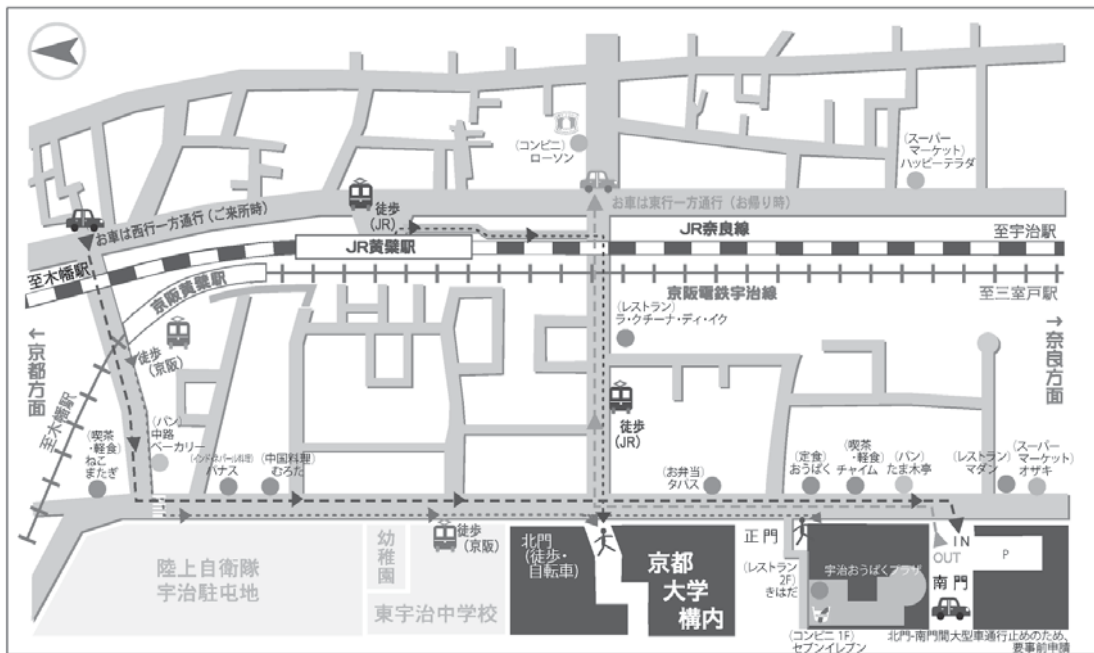 (コンビニ)
ローソン
(スーパー
マーケット)
ハッピーテラダ
お車は西行一方通行(ご来所時)
徒歩
(JR)
お車は東行一方通行(お帰り時)
JR奈良線
至宇治駅
至木幡駅
JR黄檗駅
京阪黄檗駅
京阪電鉄宇治線
至三室戸駅
←京都方面
→奈良方面
(レストラン)
ラ・クチーナ・ディ・イク
徒歩
(京阪)
至木幡駅
(喫茶
・軽食)
ねこ
またぎ
(パン)
中路
ベーカリー
(インド・ネパール料理)
バナス
(中国料理)
むろた
徒歩
(JR)
(お弁当)
タパス
(定食)
おうばく
(喫茶
・軽食)
チャイム
(パン)
たま木亭
(レストラン)
マダン
(スーパー
マーケット)
オザキ
陸上自衛隊
宇治駐屯地
幼稚園
徒歩
(京阪)
東宇治中学校
北門
(徒歩・
自転車)
京都
大学
構内
正門
(レストラン
2F)
きはだ
宇治おうばくプラザ
(コンビニ 1F)
セブンイレブン
OUT
IN
南門
P
北門-南門間大型車通行止めのため、
要事前申請